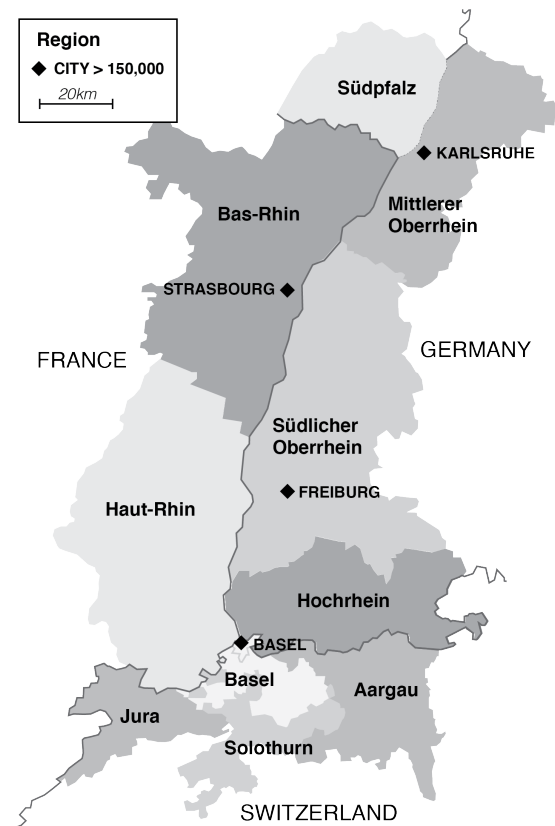 Region
CITY > 150,000
20km
Südpfalz
KARLSRUHE
Mittlerer
Oberrhein
Bas-Rhin
STRASBOURG
FRANCE
GERMANY
Südlicher
Oberrhein
FREIBURG
Haut-Rhin
Hochrhein
BASEL
Basel
Aargau
Jura
Solothurn
SWITZERLAND